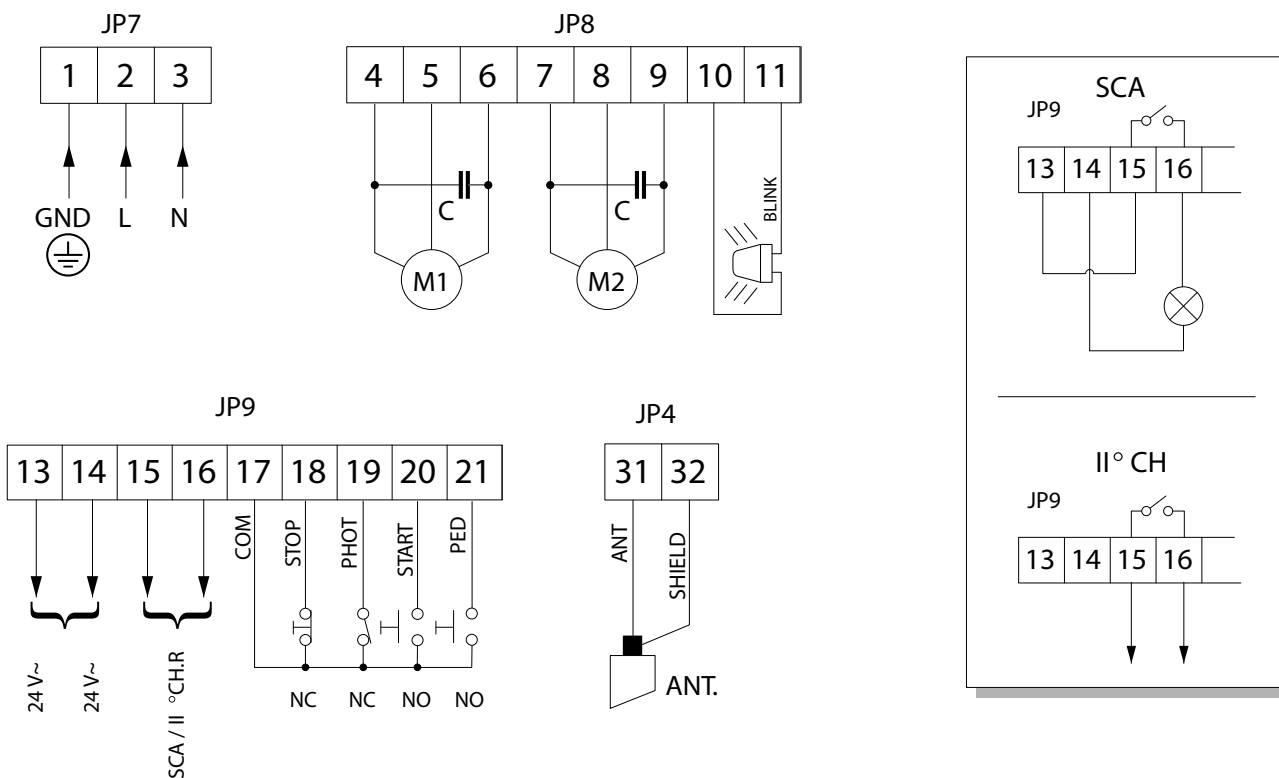 JP7
1 2 3
GND L N
JP8
4 5 6 7 8 9 10 11
C C
M1 M2
BLINK
SCA
JP9
13 14 15 16
II° CH
JP9
13 14 15 16
JP9
13 14 15 16 17 18 19 20 21
24 V~
24 V~
SCA / II °CH.R
COM
STOP
PHOT
START
PED
NC NC NO NO
JP4
31 32
ANT
SHIELD
ANT.